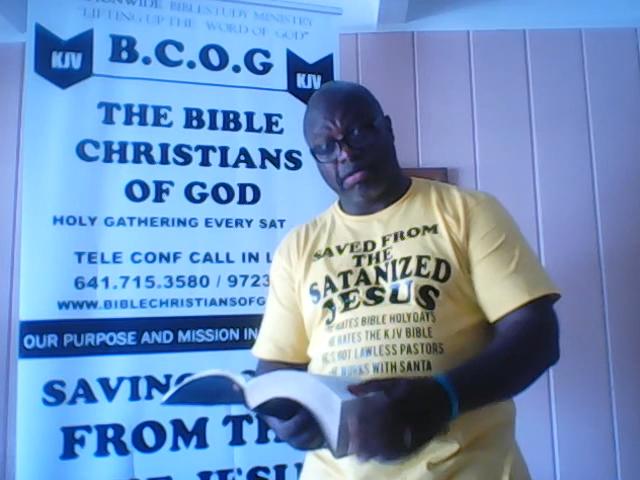 NATIONWIDE BIBLESTUDY MINISTRY
"LIFTING UP THE WORD OF GOD"
KJV
B.C.O.G
KJV
THE BIBLE
CHRISTIANS
OF GOD
HOLY GATHERING EVERY SAT
TELE CONF CALL IN L
641.715.3580 / 9723
WWW.BIBLECHRISTIANSOFG
OUR PURPOSE AND MISSION IN
SAVING
FROM TH
JESU
SAVED FROM
THE
SATANIZED
JESUS
HATES BIBLE HOLYDAYS
HATES THE KJV BIBLE
GOT LAWLESS PASTORS
WORKS WITH SANTA